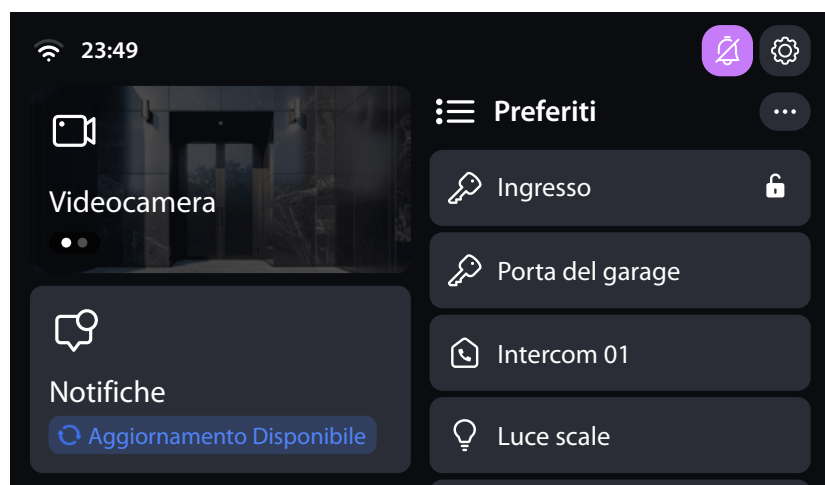 23:49
Videocamera
Notifiche
Aggiornamento Disponibile
Preferiti
Ingresso
Porta del garage
Intercom 01
Luce scale